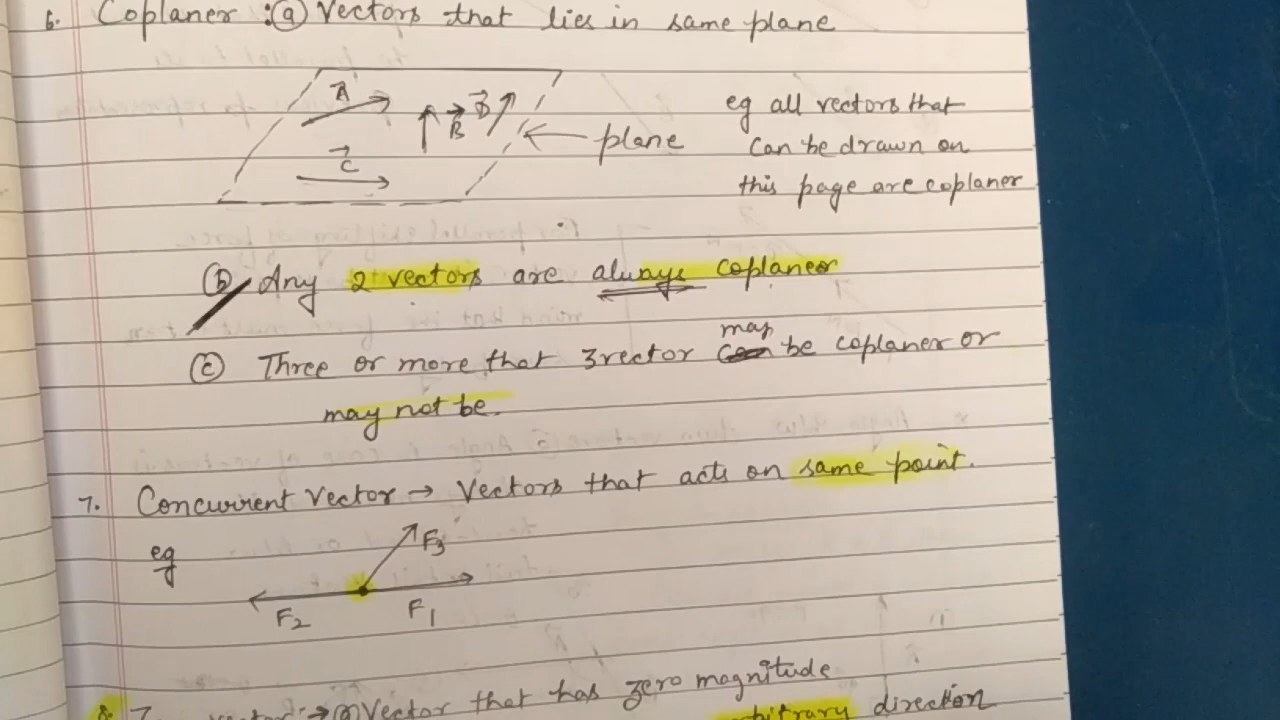 6. Coplaner : ⓐ Vectors that lies in same plane
A B D
C
plane
eg all vectors that
can be drawn on
this page are coplaner
ⓑ Any 2 vectors are always coplaner
ⓒ Three or more that 3 rector may be coplaner or
may not be.
7. Concurrent Vector → Vectors that acts on same point.
eg
F3
F2 F1
8. vector :→ ⓐ Vector that has zero magnitude
arbitrary direction